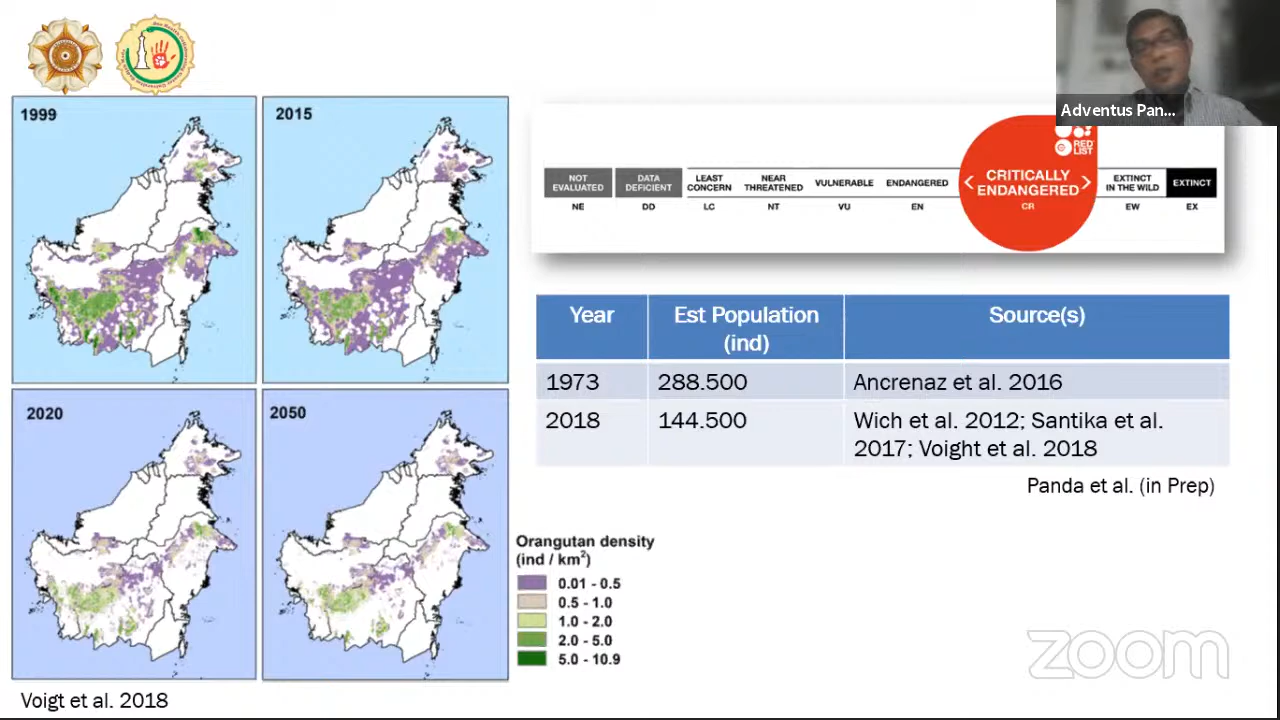 1999
2015
2020
2050
Voigt et al. 2018
Orangutan density
(ind / km²)
0.01 - 0.5
0.5 - 1.0
1.0 - 2.0
2.0 - 5.0
5.0 - 10.9
Adventus Pan...
RED
LIST
NOT
EVALUATED
NE
DATA
DEFICIENT
DD
LEAST
CONCERN
LC
NEAR
THREATENED
NT
VULNERABLE
VU
ENDANGERED
EN
< CRITICALLY
ENDANGERED >
CR
EXTINCT
IN THE WILD
EW
EXTINCT
EX
Year Est Population (ind) Source(s)
1973 288.500 Ancrenaz et al. 2016
2018 144.500 Wich et al. 2012; Santika et al.
2017; Voight et al. 2018
Panda et al. (in Prep)
zoom